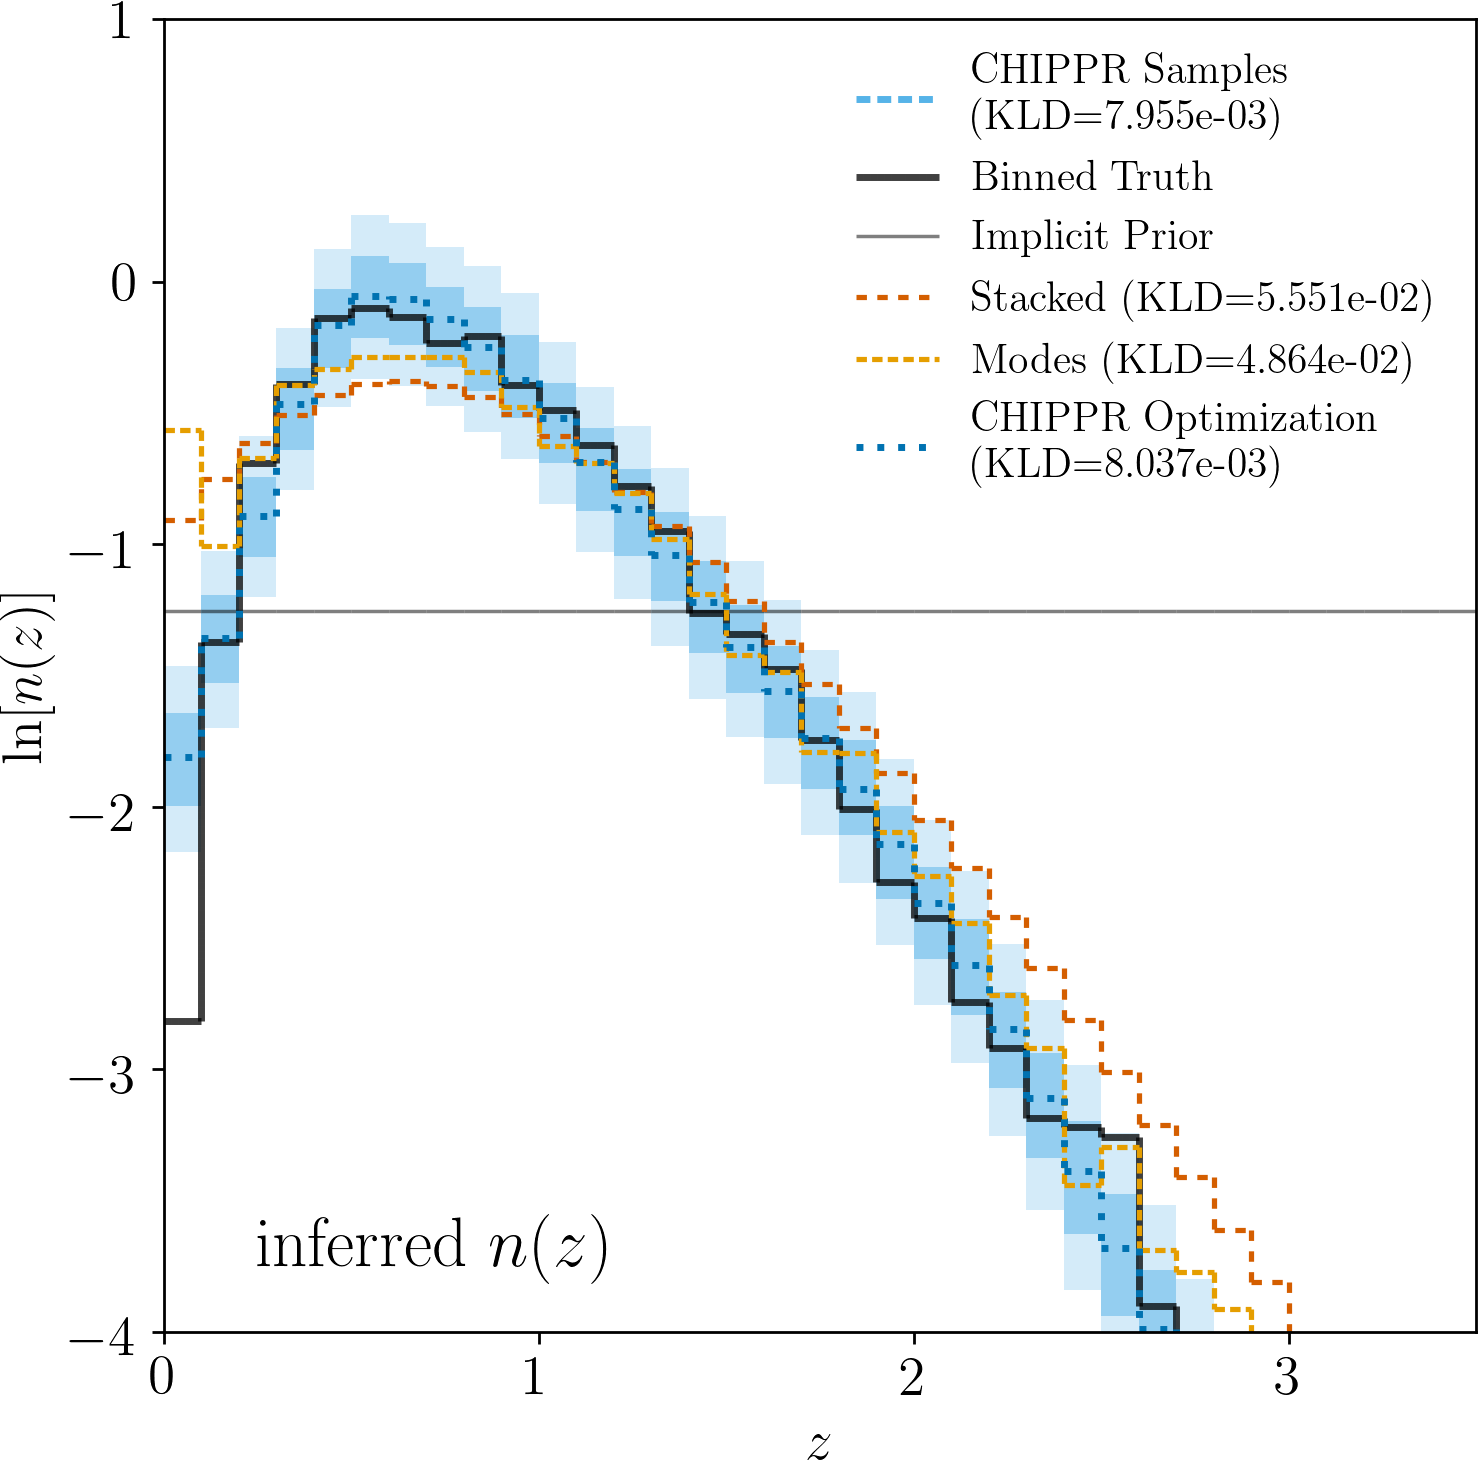 1
0
−1
−2
−3
−4
ln[n(z)]
CHIPPR Samples
(KLD=7.955e-03)
Binned Truth
Implicit Prior
Stacked (KLD=5.551e-02)
Modes (KLD=4.864e-02)
CHIPPR Optimization
(KLD=8.037e-03)
inferred n(z)
0 1 2 3
z